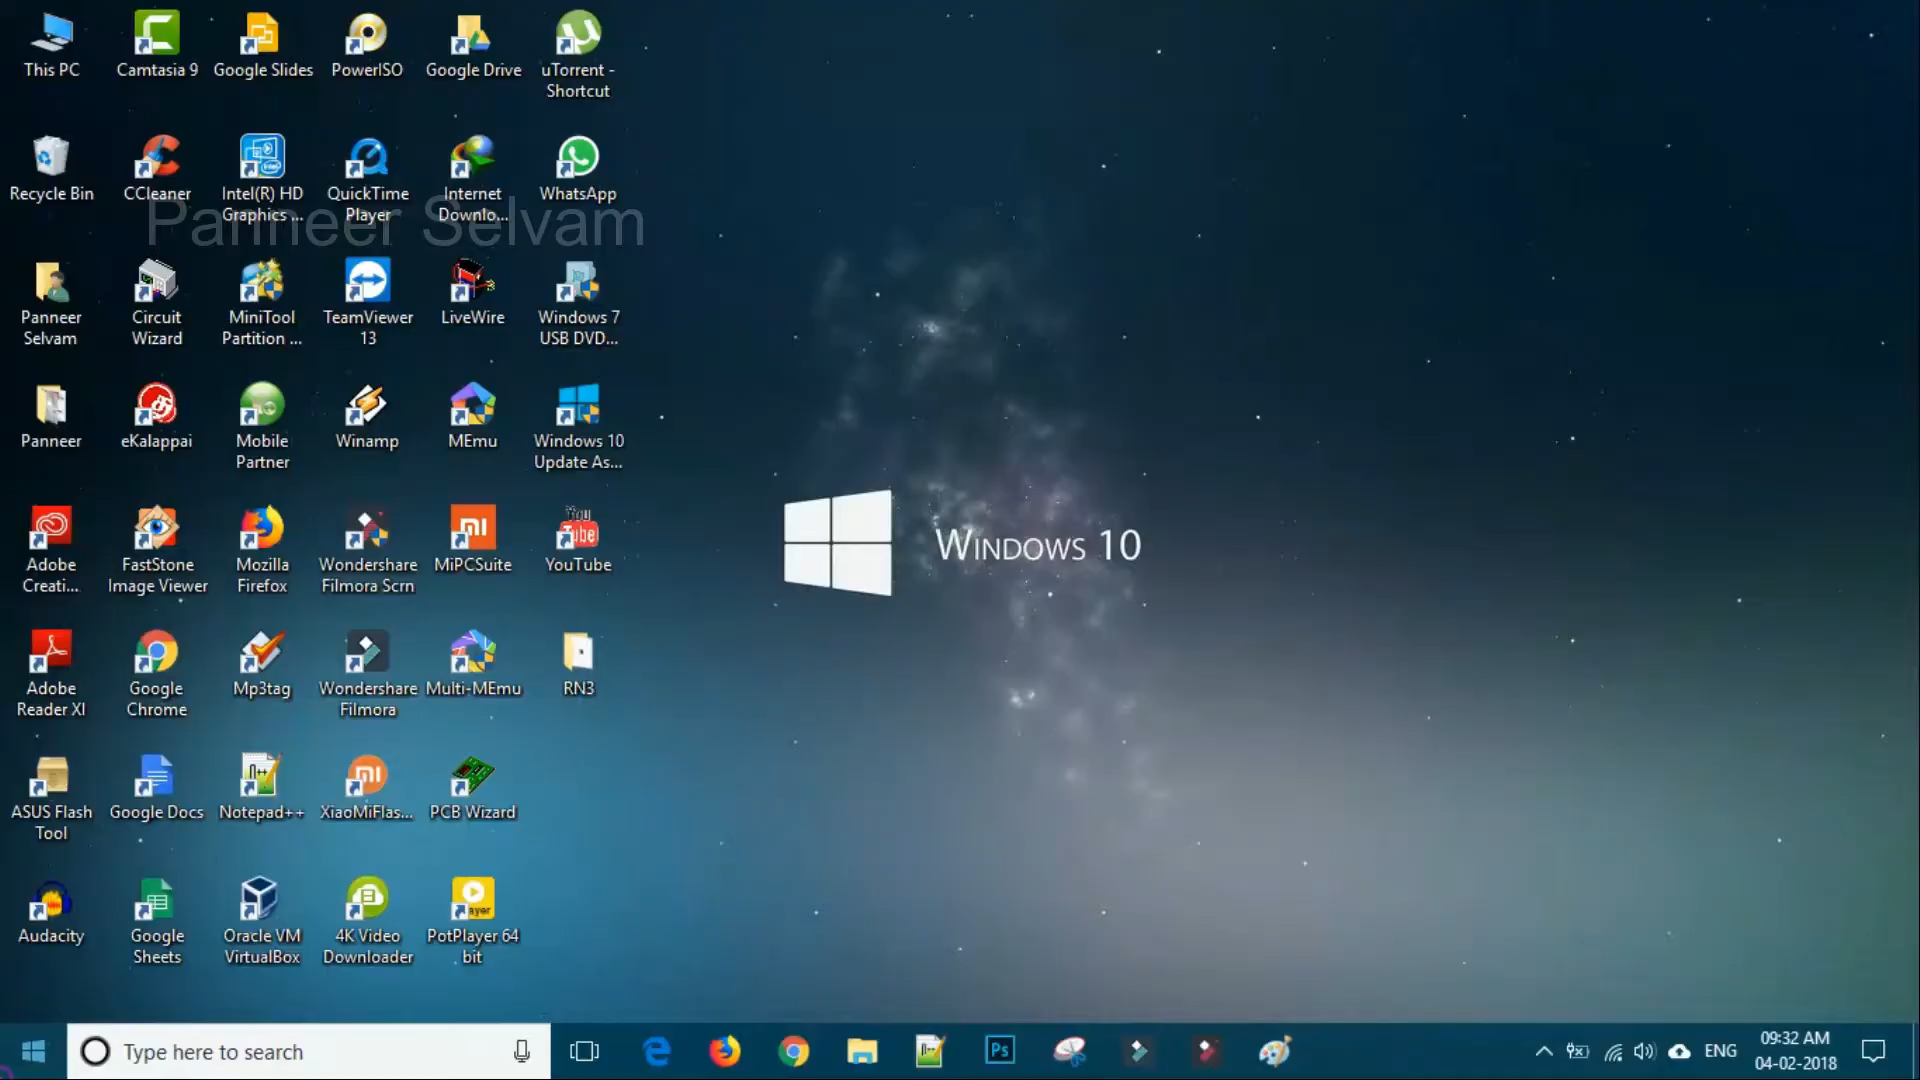 This PC
Camtasia 9
Google Slides
PowerISO
Google Drive
uTorrent -
Shortcut
Recycle Bin
CCleaner
Intel(R) HD
Graphics ...
QuickTime
Player
Internet
Downlo...
WhatsApp
Panneer Selvam
Panneer
Selvam
Circuit
Wizard
MiniTool
Partition ...
TeamViewer
13
LiveWire
Windows 7
USB DVD...
Panneer
eKalappai
Mobile
Partner
Winamp
MEmu
Windows 10
Update As...
Adobe
Creati...
FastStone
Image Viewer
Mozilla
Firefox
Wondershare
Filmora Scrn
MiPCSuite
You
Tube
YouTube
Windows 10
Adobe
Reader XI
Google
Chrome
Mp3tag
Wondershare
Filmora
Multi-MEmu
RN3
ASUS Flash
Tool
Google Docs
Notepad++
XiaoMiFlas...
PCB Wizard
Audacity
Google
Sheets
Oracle VM
VirtualBox
4K Video
Downloader
PotPlayer 64
bit
Type here to search
Ps
ENG
09:32 AM
04-02-2018